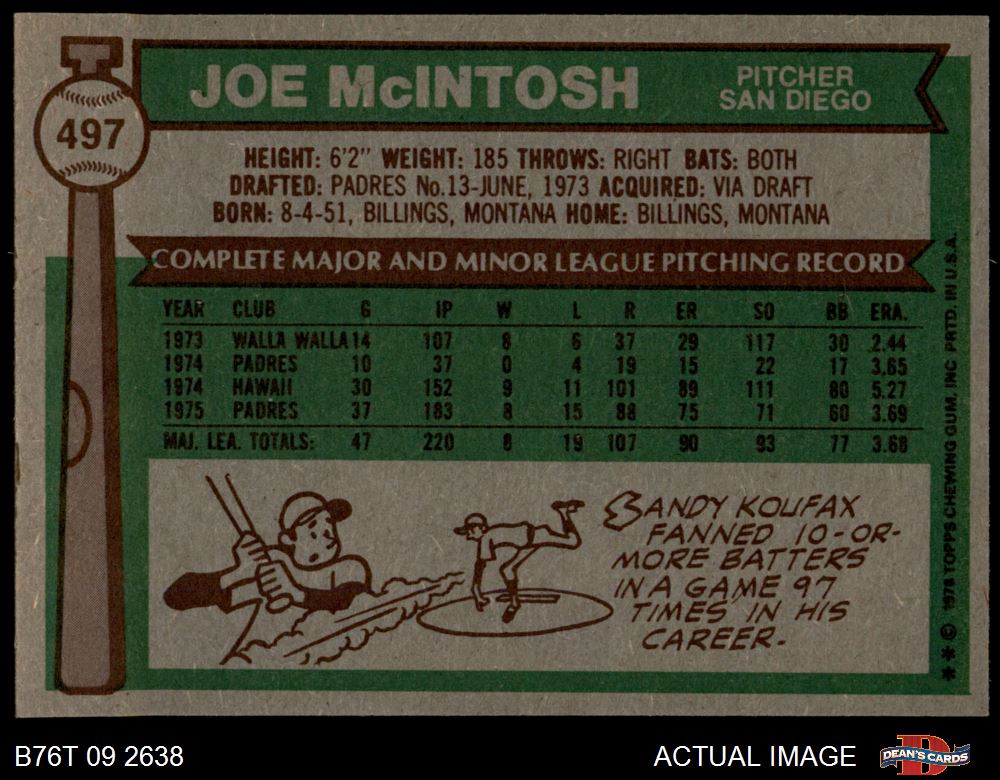 497
JOE McINTOSH
PITCHER
SAN DIEGO
HEIGHT: 6'2" WEIGHT: 185 THROWS: RIGHT BATS: BOTH
DRAFTED: PADRES No.13-JUNE, 1973 ACQUIRED: VIA DRAFT
BORN: 8-4-51, BILLINGS, MONTANA HOME: BILLINGS, MONTANA
COMPLETE MAJOR AND MINOR LEAGUE PITCHING RECORD
YEAR CLUB G IP W L R ER SO BB ERA.
1973 WALLA WALLA 14 107 8 6 37 29 117 30 2.44
1974 PADRES 10 37 0 4 19 15 22 17 3.65
1974 HAWAII 30 152 9 11 101 89 111 80 5.27
1975 PADRES 37 183 8 15 88 75 71 60 3.69
MAJ. LEA. TOTALS: 47 220 8 19 107 90 93 77 3.68
SANDY KOUFAX
FANNED 10-OR-
MORE BATTERS
IN A GAME 97
TIMES IN HIS
CAREER.
**© 1976 TOPPS CHEWING GUM, INC PRTD. IN U.S.A.
B76T 09 2638
ACTUAL IMAGE
DEAN'S CARDS